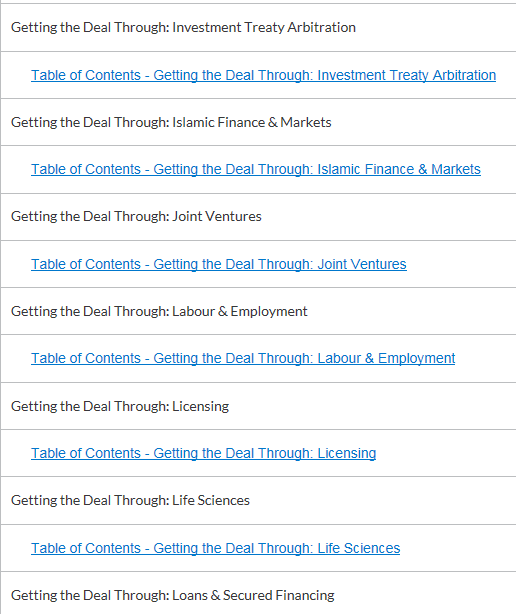 Getting the Deal Through: Investment Treaty Arbitration
Table of Contents - Getting the Deal Through: Investment Treaty Arbitration
Getting the Deal Through: Islamic Finance & Markets
Table of Contents - Getting the Deal Through: Islamic Finance & Markets
Getting the Deal Through: Joint Ventures
Table of Contents - Getting the Deal Through: Joint Ventures
Getting the Deal Through: Labour & Employment
Table of Contents - Getting the Deal Through: Labour & Employment
Getting the Deal Through: Licensing
Table of Contents - Getting the Deal Through: Licensing
Getting the Deal Through: Life Sciences
Table of Contents - Getting the Deal Through: Life Sciences
Getting the Deal Through: Loans & Secured Financing